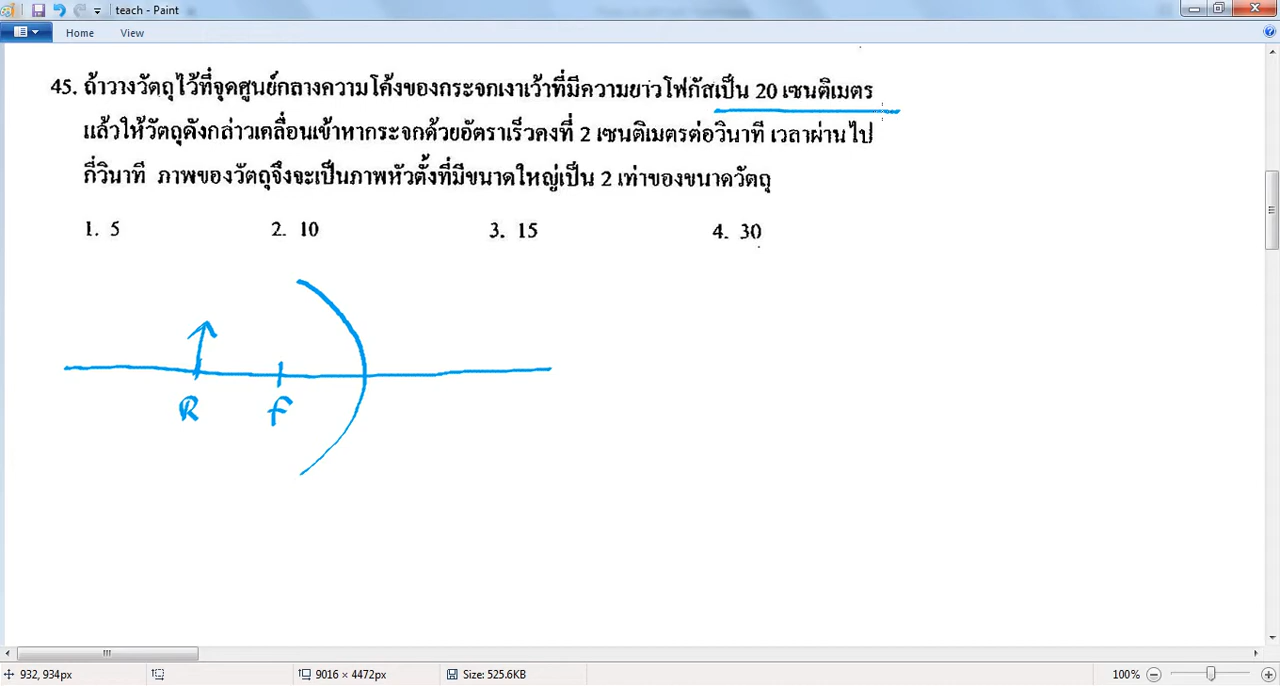 teach - Paint
Home View
45. ถ้าวางวัตถุไว้ที่จุดศูนย์กลางความโค้งของกระจกเงาเว้าที่มีความยาวโฟกัสเป็น 20 เซนติเมตร
แล้วให้วัตถุดังกล่าวเคลื่อนเข้าหากระจกด้วยอัตราเร็วคงที่ 2 เซนติเมตรต่อวินาที เวลาผ่านไป
กี่วินาที ภาพของวัตถุจึงจะเป็นภาพหัวตั้งที่มีขนาดใหญ่เป็น 2 เท่าของขนาดวัตถุ
1. 5 2. 10 3. 15 4. 30
R F
932, 934px 9016 × 4472px Size: 525.6KB 100%